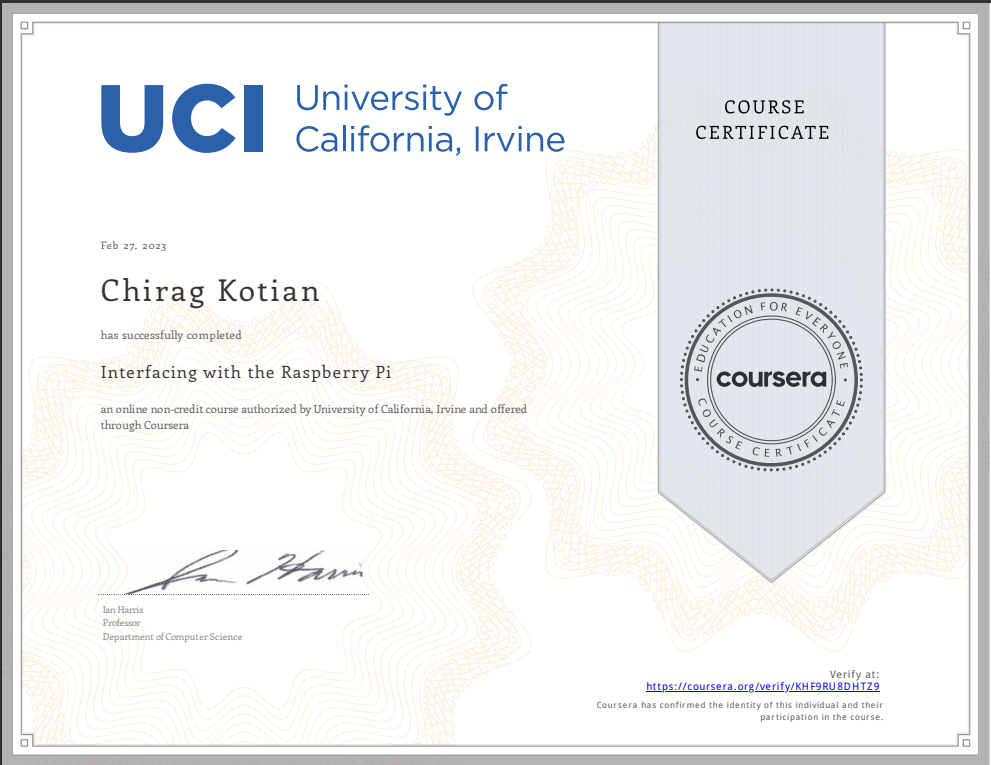 UCI
University of
California, Irvine
COURSE
CERTIFICATE
Feb 27, 2023
Chirag Kotian
has successfully completed
Interfacing with the Raspberry Pi
an online non-credit course authorized by University of California, Irvine and offered
through Coursera
EDUCATION FOR EVERYONE
coursera
COURSE CERTIFICATE
Ian Harris
Ian Harris
Professor
Department of Computer Science
Verify at:
https://coursera.org/verify/KHF9RU8DHTZ9
Coursera has confirmed the identity of this individual and their
participation in the course.